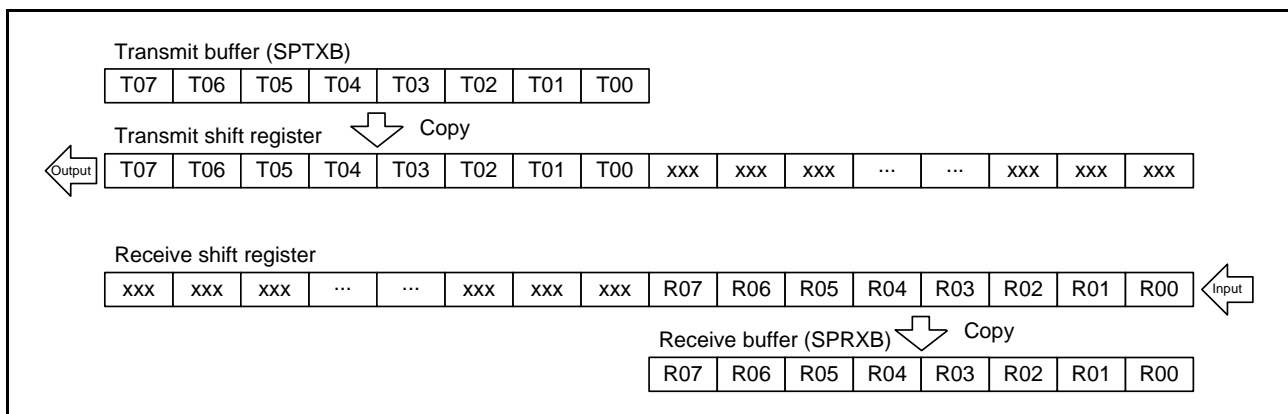 Transmit buffer (SPTXB)
T07 T06 T05 T04 T03 T02 T01 T00
Copy
Transmit shift register
Output T07 T06 T05 T04 T03 T02 T01 T00 xxx xxx xxx ... ... xxx xxx xxx
Receive shift register
xxx xxx xxx ... ... xxx xxx xxx R07 R06 R05 R04 R03 R02 R01 R00 Input
Copy
Receive buffer (SPRXB)
R07 R06 R05 R04 R03 R02 R01 R00